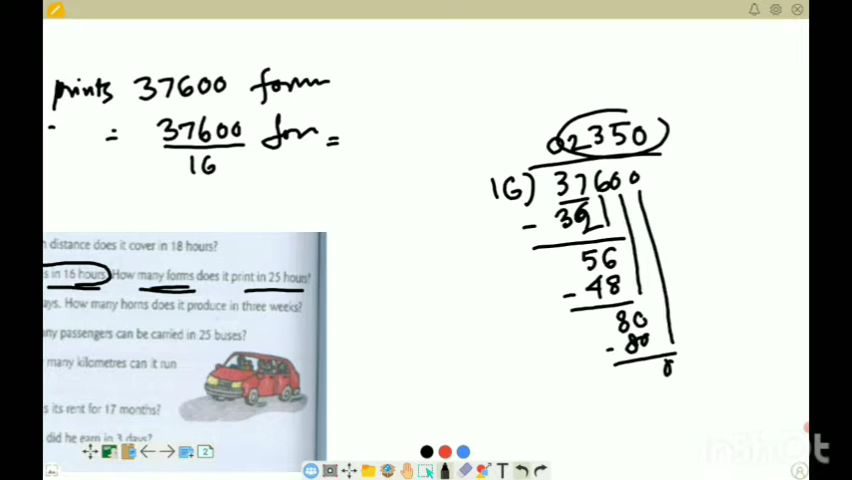 prints 37600 form
= 37600/16 for =
02350
16) 37600
- 32
56
- 48
80
- 80
0
distance does it cover in 18 hours?
s in 16 hours. How many forms does it print in 25 hours?
ays. How many horns does it produce in three weeks?
ny passengers can be carried in 25 buses?
many kilometres can it run
s its rent for 17 months?
did he earn in 3 days?
2
T